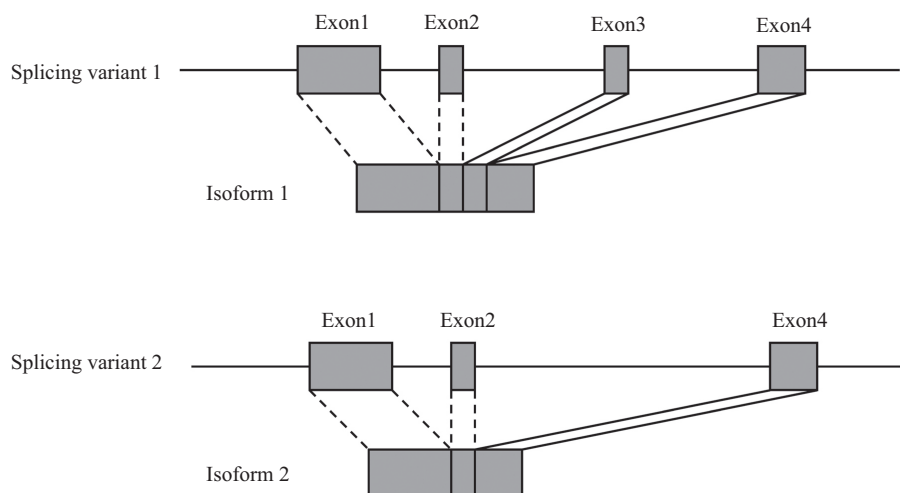 Exon1 Exon2 Exon3 Exon4
Splicing variant 1
Isoform 1
Exon1 Exon2 Exon4
Splicing variant 2
Isoform 2